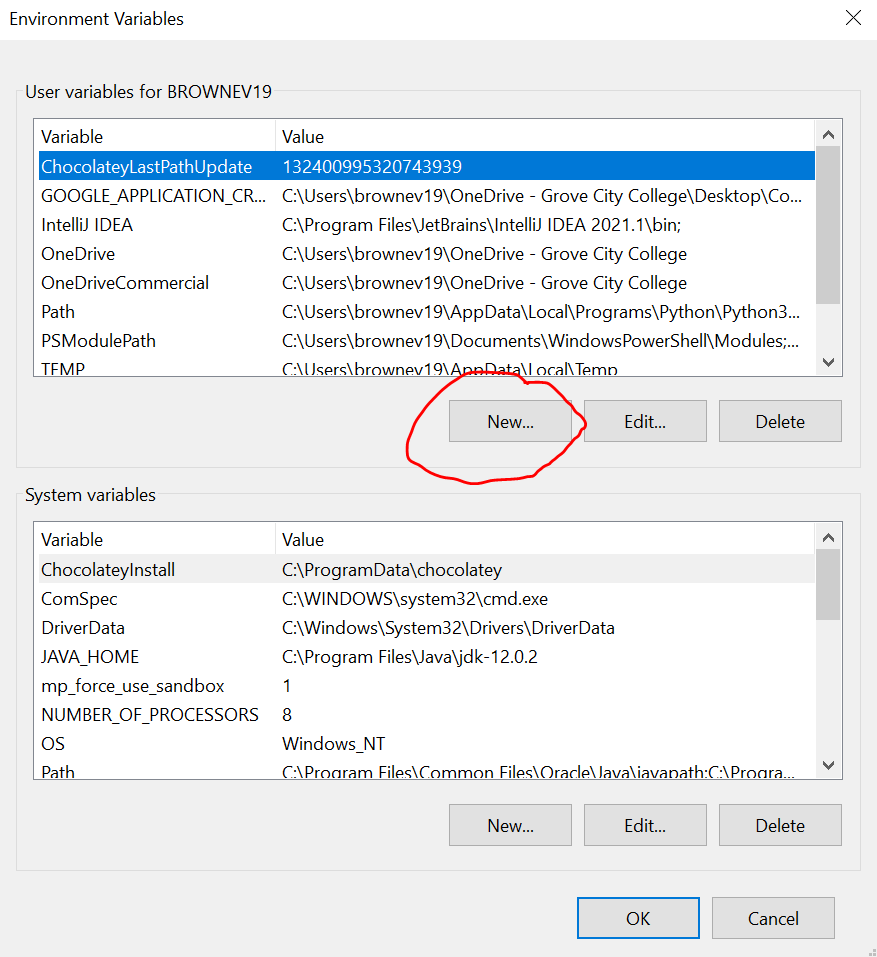 Environment Variables
User variables for BROWNEV19
Variable Value
ChocolateyLastPathUpdate 132400995320743939
GOOGLE_APPLICATION_CR... C:\Users\brownev19\OneDrive - Grove City College\Desktop\Co...
IntelliJ IDEA C:\Program Files\JetBrains\IntelliJ IDEA 2021.1\bin;
OneDrive C:\Users\brownev19\OneDrive - Grove City College
OneDriveCommercial C:\Users\brownev19\OneDrive - Grove City College
Path C:\Users\brownev19\AppData\Local\Programs\Python\Python3...
PSModulePath C:\Users\brownev19\Documents\WindowsPowerShell\Modules;...
TEMP C:\Users\brownev19\AppData\Local\Temp
New... Edit... Delete
System variables
Variable Value
ChocolateyInstall C:\ProgramData\chocolatey
ComSpec C:\WINDOWS\system32\cmd.exe
DriverData C:\Windows\System32\Drivers\DriverData
JAVA_HOME C:\Program Files\Java\jdk-12.0.2
mp_force_use_sandbox 1
NUMBER_OF_PROCESSORS 8
OS Windows_NT
Path C:\Program Files\Common Files\Oracle\Java\javapath;C:\Progra...
New... Edit... Delete
OK Cancel